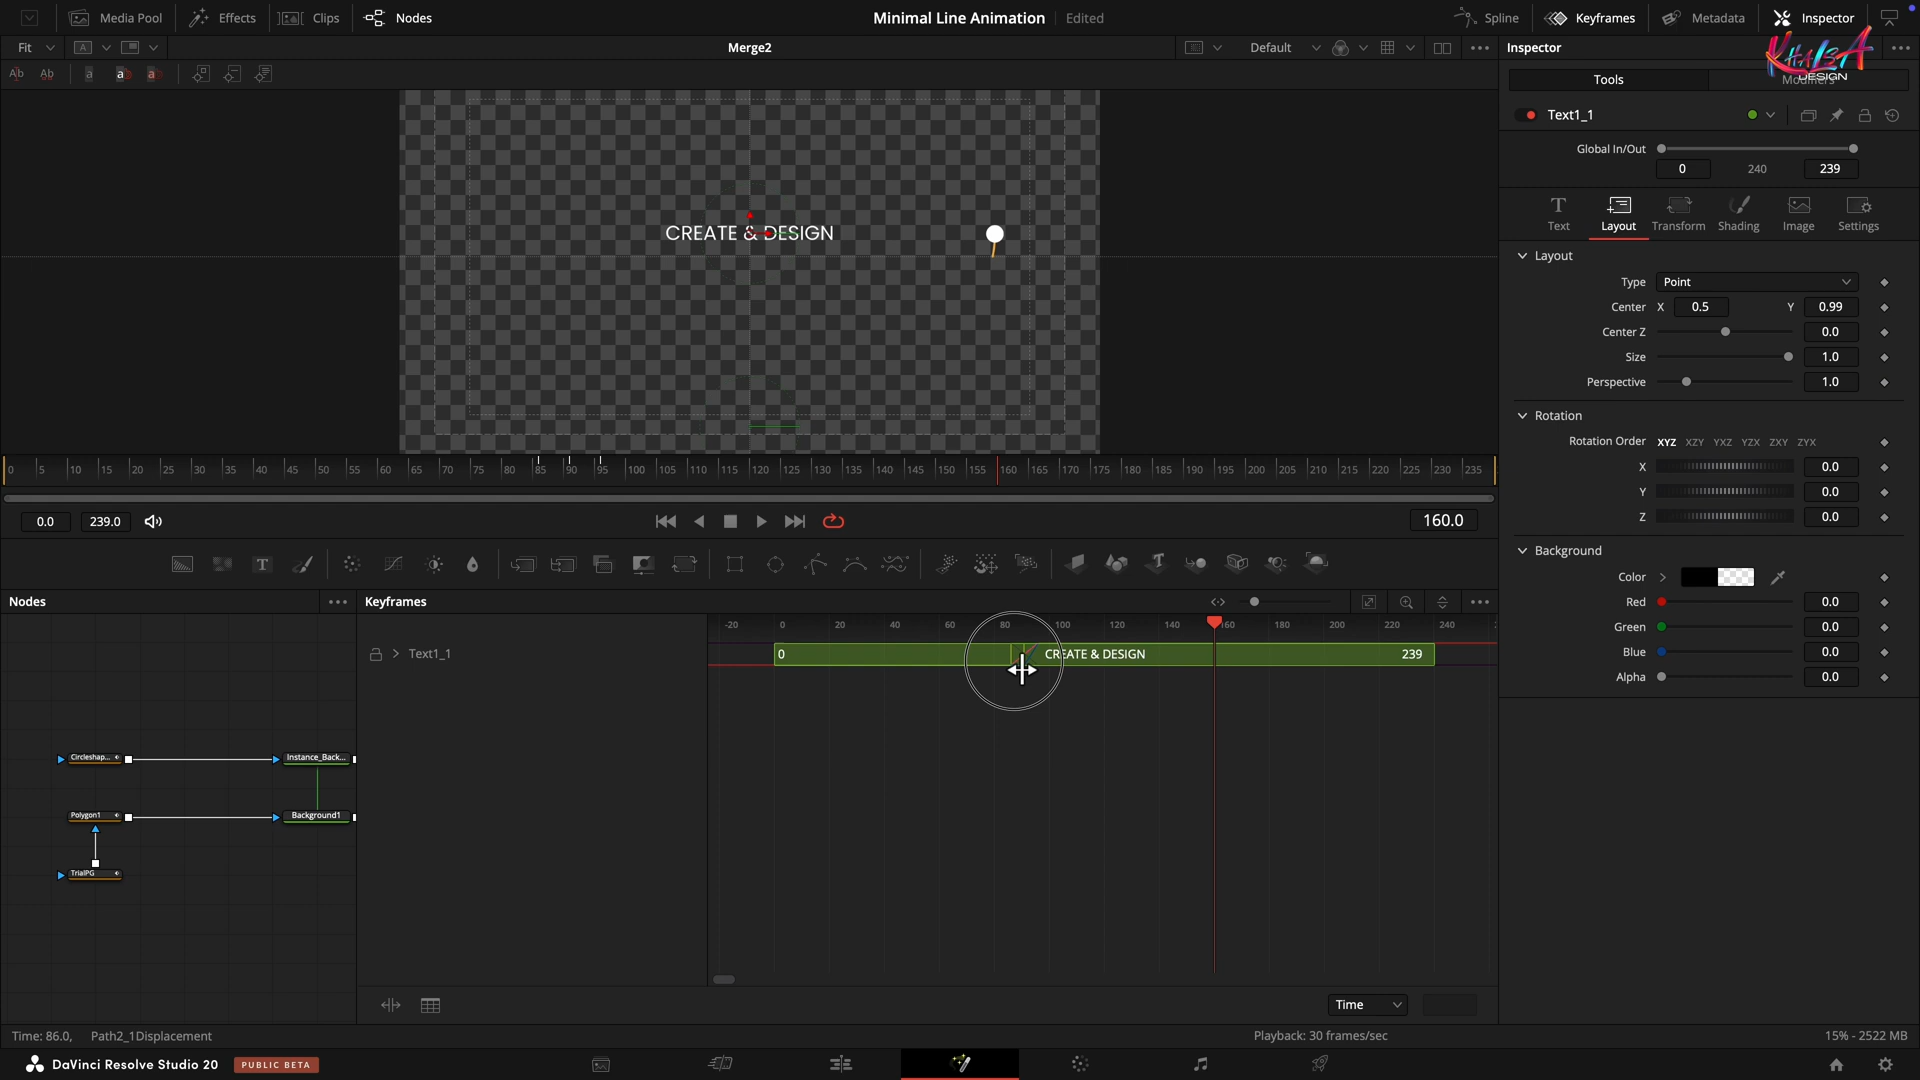 Media Pool Effects Clips Nodes Minimal Line Animation Edited Spline Keyframes Metadata Inspector
Fit A Merge2 Default Inspector
KHALSA DESIGN
Ab Ab a a a
Tools Modifiers
Text1_1
Global In/Out
0 240 239
Text Layout Transform Shading Image Settings
CREATE & DESIGN
Layout
Type Point
Center X 0.5 Y 0.99
Center Z 0.0
Size 1.0
Perspective 1.0
Rotation
Rotation Order XYZ XZY YXZ YZX ZXY ZYX
X 0.0
Y 0.0
Z 0.0
Background
Color
Red 0.0
Green 0.0
Blue 0.0
Alpha 0.0
0 5 10 15 20 25 30 35 40 45 50 55 60 65 70 75 80 85 90 95 100 105 110 115 120 125 130 135 140 145 150 155 160 165 170 175 180 185 190 195 200 205 210 215 220 225 230 235
0.0 239.0 160.0
Nodes Keyframes
-20 0 20 40 60 80 100 120 140 160 180 200 220 240
Text1_1 0 CREATE & DESIGN 239
Circleshap... Instance_Back...
Polygon1 Background1
TrialPG
Time
Time: 86.0, Path2_1Displacement Playback: 30 frames/sec 15% - 2522 MB
DaVinci Resolve Studio 20 PUBLIC BETA